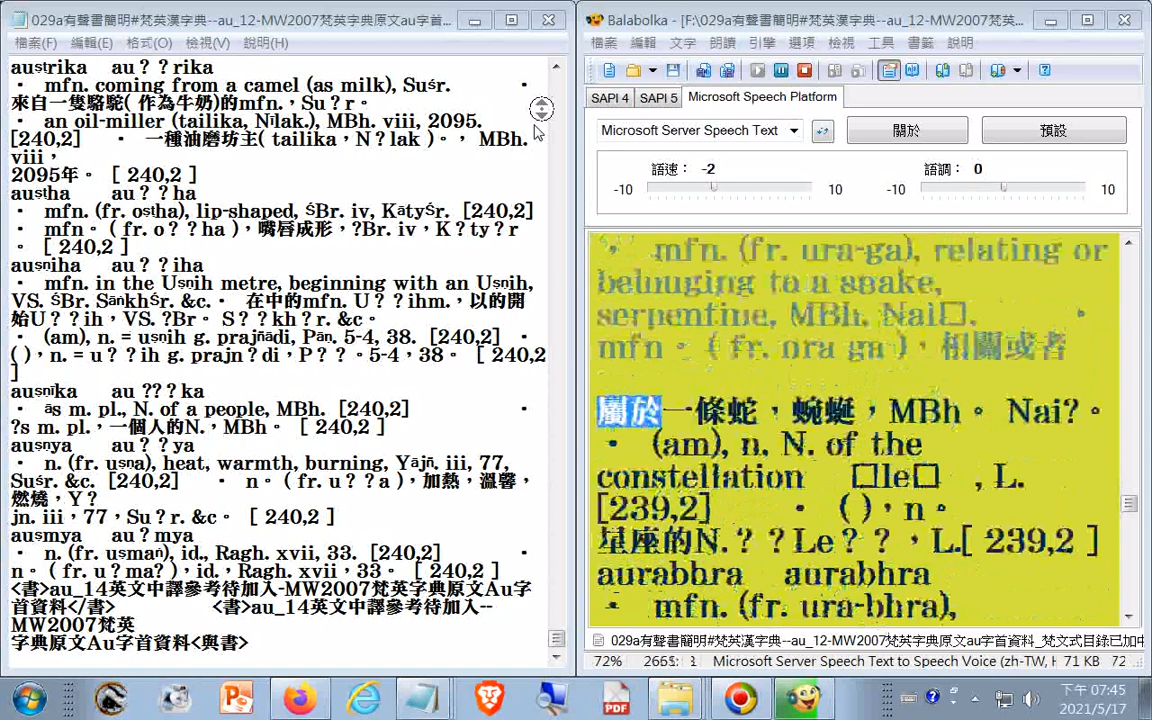 029a有聲書簡明#梵英漢字典--au_12-MW2007梵英字典原文au字首...
檔案(F) 編輯(E) 格式(O) 檢視(V) 說明(H)
auṣṭrika au？？rika
• mfn. coming from a camel (as milk), Suśr. •
來自一隻駱駝( 作為牛奶)的mfn.，Su？r。
• an oil-miller (tailika, Nīlak.), MBh. viii, 2095.
[240,2] • 一種油磨坊主( tailika，N？lak )。， MBh.
viii，
2095年。 [ 240,2 ]
auṣṭha au？？ha
• mfn. (fr. oṣṭha), lip-shaped, ŚBr. iv, KātyŚr. [240,2]
• mfn。( fr. o？？ha )，嘴唇成形，?Br. iv，K？ty？r
。 [ 240,2 ]
auṣṇiha au？？iha
• mfn. in the Uṣṇih metre, beginning with an Uṣṇih,
VS. ŚBr. ŚāṅkhŚr. &c. • 在中的mfn. U？？ihm.，以的開
始U？？ih，VS. ?Br。 S？？kh？r. &c.。
• (am), n. = uṣṇih g. prajñādi, Pāṇ. 5-4, 38. [240,2]
( )，n. = u？？ih g. prajn？di，P？？。5-4，38。 [ 240,2
]
auṣṇīka au ??？ka
• ās m. pl., N. of a people, MBh. [240,2] •
?s m. pl.，一個人的N.，MBh。 [ 240,2 ]
auṣṇya au？？ya
• n. (fr. uṣṇa), heat, warmth, burning, Yājñ. iii, 77,
Suśr. &c. [240,2] • n。( fr. u？？a )，加熱，溫馨，
燃燒，Y？
jn. iii，77，Su？r. &c。 [ 240,2 ]
auṣmya au？mya
• n. (fr. uṣman), id., Ragh. xvii, 33. [240,2] •
n。( fr. u？ma?)，id.，Ragh. xvii，33。 [ 240,2 ]
<書>au_14英文中譯參考待加入-MW2007梵英字典原文Au字
首資料</書> <書>au_14英文中譯參考待加入--
MW2007梵英
字典原文Au字首資料<與書>
Balabolka - [F:\029a有聲書簡明#梵英漢字典--au_12-MW2007梵英...
檔案 編輯 文字 朗讀 引擎 選項 檢視 工具 書籤 說明
SAPI 4 SAPI 5 Microsoft Speech Platform
Microsoft Server Speech Text 關於 預設
語速： -2 語調： 0
-10 10 -10 10
• mfn. (fr. ura-ga), relating or
belonging to a snake,
serpentine, MBh. Nai□. •
mfn。( fr. ura ga )，相關或者
屬於一條蛇，蜿蜒，MBh。 Nai?。
• (am), n. N. of the
constellation □le□ , L.
[239,2] • ( )，n。
星座的N.？？Le？？，L.[ 239,2 ]
aurabhra aurabhra
• mfn. (fr. ura-bhra),
029a有聲書簡明#梵英漢字典--au_12-MW2007梵英字典原文au字首資料_梵文式目錄已加中
72% 2665: Microsoft Server Speech Text to Speech Voice (zh-TW, H 71 KB 72
下午 07:45
2021/5/17